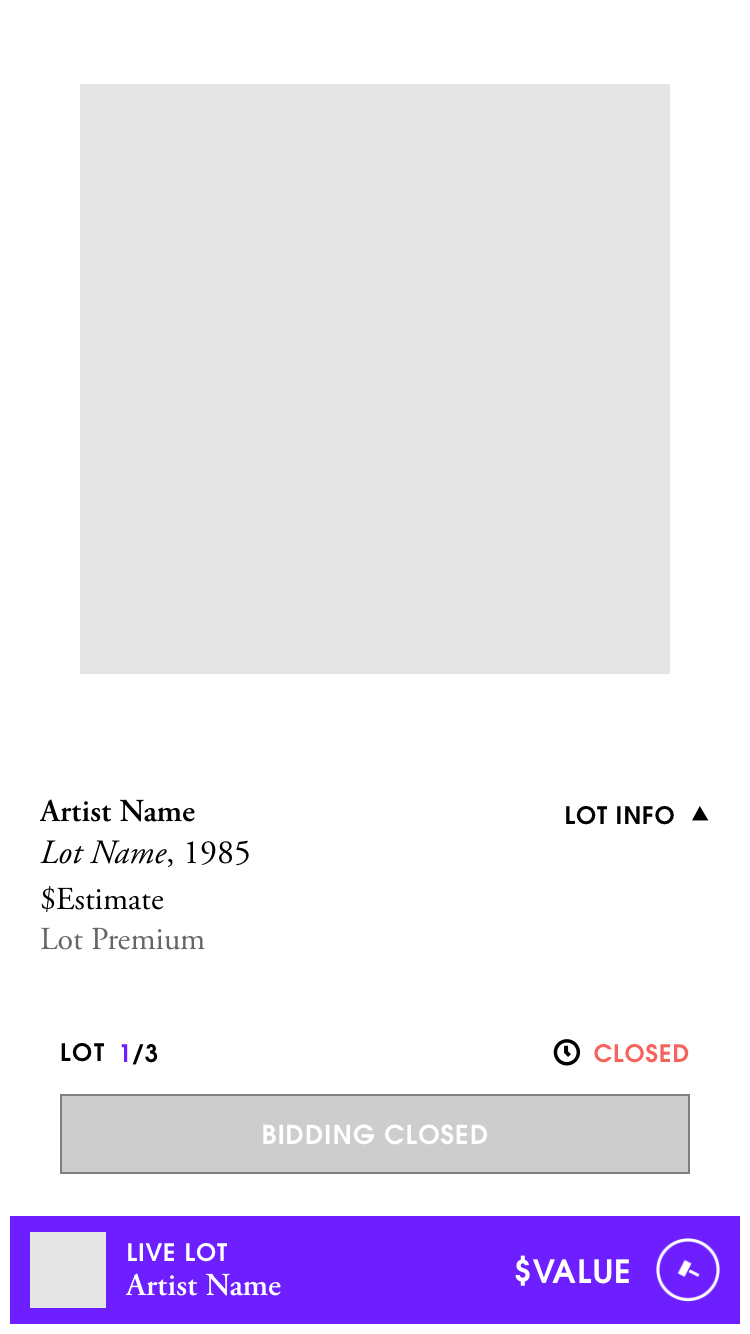 Artist Name
LOT INFO ▲
Lot Name, 1985
$Estimate
Lot Premium
LOT 1/3
CLOSED
BIDDING CLOSED
LIVE LOT
Artist Name
$VALUE